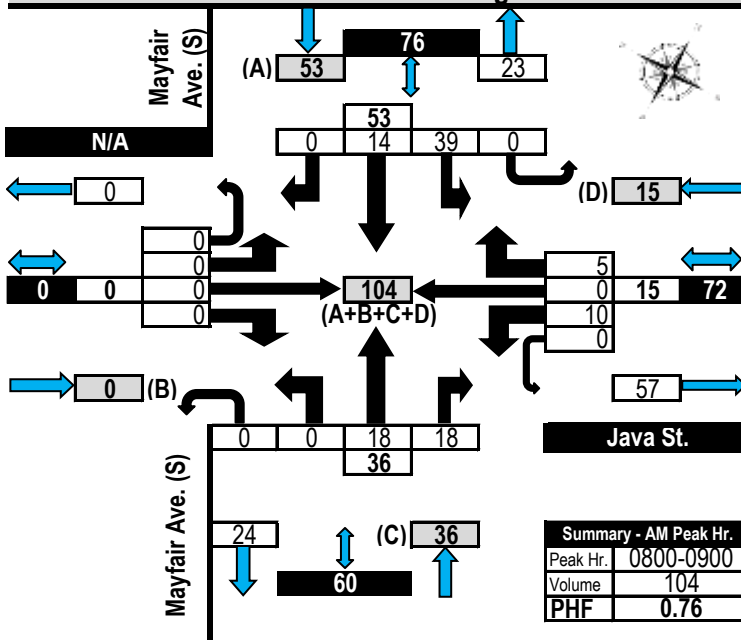 Mayfair
Ave. (S)
(A)
53
76
23
53
0 14 39 0
N/A
0
(D)
15
0
0
0
0
0 0
104
(A+B+C+D)
5
0
10
0
15 72
0
(B)
57
0 0 18 18
36
Java St.
Mayfair Ave. (S)
24
(C)
36
60
Summary - AM Peak Hr.
Peak Hr. 0800-0900
Volume 104
PHF 0.76